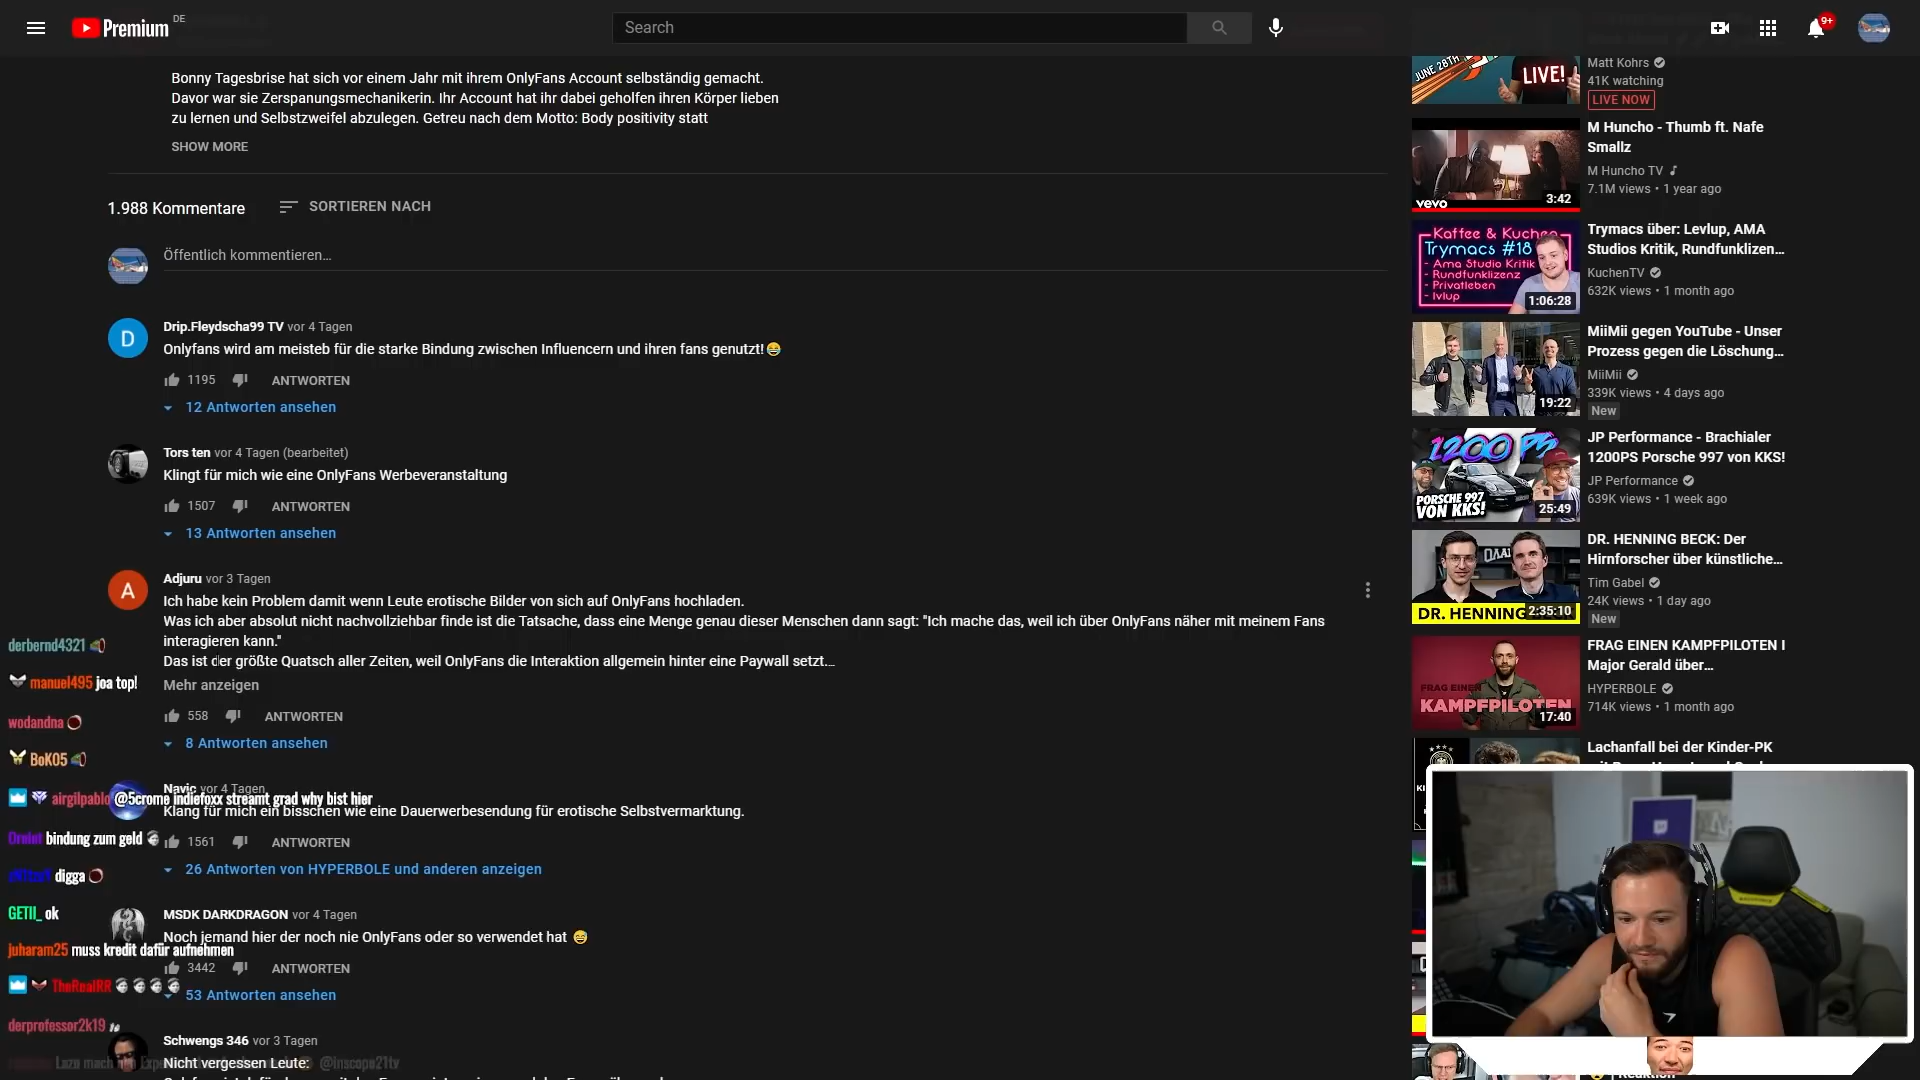 Premium
DE
Search
9+
Bonny Tagesbrise hat sich vor einem Jahr mit ihrem OnlyFans Account selbständig gemacht.
Davor war sie Zerspanungsmechanikerin. Ihr Account hat ihr dabei geholfen ihren Körper lieben
zu lernen und Selbstzweifel abzulegen. Getreu nach dem Motto: Body positivity statt
SHOW MORE
1.988 Kommentare
SORTIEREN NACH
Öffentlich kommentieren…
D
Drip.Fleydscha99 TV vor 4 Tagen
Onlyfans wird am meisteb für die starke Bindung zwischen Influencern und ihren fans genutzt!😂
1195
ANTWORTEN
12 Antworten ansehen
Tors ten vor 4 Tagen (bearbeitet)
Klingt für mich wie eine OnlyFans Werbeveranstaltung
1507
ANTWORTEN
13 Antworten ansehen
A
Adjuru vor 3 Tagen
Ich habe kein Problem damit wenn Leute erotische Bilder von sich auf OnlyFans hochladen.
Was ich aber absolut nicht nachvollziehbar finde ist die Tatsache, dass eine Menge genau dieser Menschen dann sagt: "Ich mache das, weil ich über OnlyFans näher mit meinem Fans
interagieren kann."
Das ist der größte Quatsch aller Zeiten, weil OnlyFans die Interaktion allgemein hinter eine Paywall setzt....
Mehr anzeigen
558
ANTWORTEN
8 Antworten ansehen
Navic vor 4 Tagen
Klang für mich ein bisschen wie eine Dauerwerbesendung für erotische Selbstvermarktung.
1561
ANTWORTEN
26 Antworten von HYPERBOLE und anderen anzeigen
MSDK DARKDRAGON vor 4 Tagen
Noch jemand hier der noch nie OnlyFans oder so verwendet hat 😅
3442
ANTWORTEN
53 Antworten ansehen
Schwengs 346 vor 3 Tagen
Nicht vergessen Leute:
derbernd4321
manuel495 joa top!
wodandna
BoKO5
airgilpablo @5crome indiefoxx streamt grad why bist hier
bindung zum geld
digga
GETII_ ok
juharam25 muss kredit dafür aufnehmen
TheRealRR
derprofessor2k19
@inscope21tv
JUNE 28TH
LIVE!
Matt Kohrs
41K watching
LIVE NOW
vevo
3:42
M Huncho - Thumb ft. Nafe
Smallz
M Huncho TV
7.1M views • 1 year ago
Kaffee & Kuchen
Trymacs #18
- Ama Studio Kritik
- Rundfunklizenz
- Privatleben
- lvlup
1:06:28
Trymacs über: Levlup, AMA
Studios Kritik, Rundfunklizen...
KuchenTV
632K views • 1 month ago
19:22
MiiMii gegen YouTube - Unser
Prozess gegen die Löschung...
MiiMii
339K views • 4 days ago
New
1200 PS
PORSCHE 997
VON KKS!
25:49
JP Performance - Brachialer
1200PS Porsche 997 von KKS!
JP Performance
639K views • 1 week ago
DR. HENNING
2:35:10
DR. HENNING BECK: Der
Hirnforscher über künstliche...
Tim Gabel
24K views • 1 day ago
New
FRAG EINEN
KAMPFPILOTEN
17:40
FRAG EINEN KAMPFPILOTEN I
Major Gerald über...
HYPERBOLE
714K views • 1 month ago
Lachanfall bei der Kinder-PK